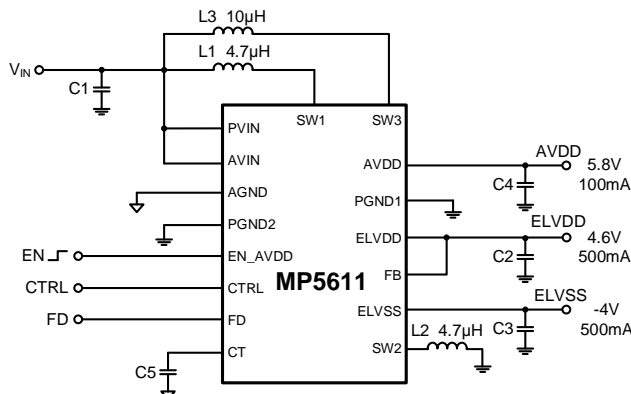 L3 10µH
L1 4.7µH
VIN
C1
SW1
SW3
PVIN
AVIN
AGND
PGND2
EN
EN_AVDD
CTRL
CTRL
FD
FD
CT
C5
MP5611
AVDD
PGND1
ELVDD
FB
ELVSS
SW2
L2 4.7µH
C4
AVDD
5.8V
100mA
C2
ELVDD
4.6V
500mA
C3
ELVSS
-4V
500mA